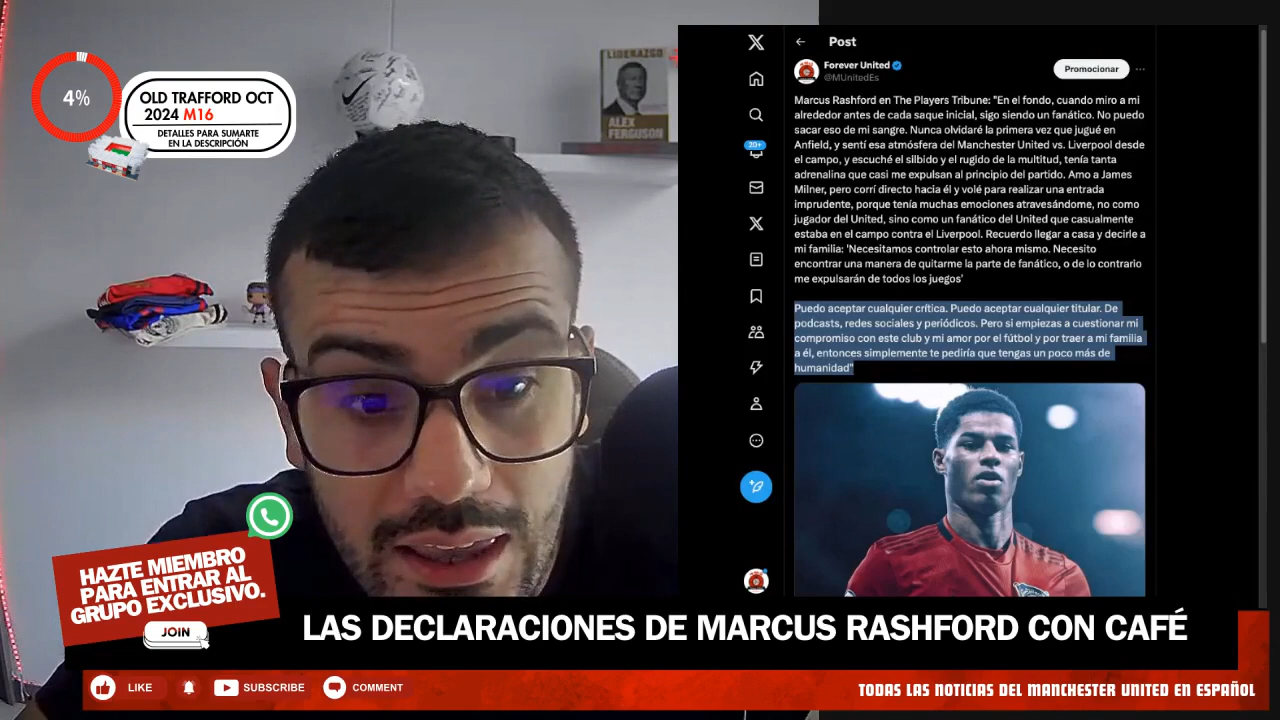 4%
OLD TRAFFORD OCT
2024 M16
DETALLES PARA SUMARTE
EN LA DESCRIPCIÓN
LIDERAZGO
ALEX
FERGUSON
Post
Forever United
@MUnitedEs
Promocionar
20+
Marcus Rashford en The Players Tribune: "En el fondo, cuando miro a mi
alrededor antes de cada saque inicial, sigo siendo un fanático. No puedo
sacar eso de mi sangre. Nunca olvidaré la primera vez que jugué en
Anfield, y sentí esa atmósfera del Manchester United vs. Liverpool desde
el campo, y escuché el silbido y el rugido de la multitud, tenía tanta
adrenalina que casi me expulsan al principio del partido. Amo a James
Milner, pero corrí directo hacia él y volé para realizar una entrada
imprudente, porque tenía muchas emociones atravesándome, no como
jugador del United, sino como un fanático del United que casualmente
estaba en el campo contra el Liverpool. Recuerdo llegar a casa y decirle a
mi familia: 'Necesitamos controlar esto ahora mismo. Necesito
encontrar una manera de quitarme la parte de fanático, o de lo contrario
me expulsarán de todos los juegos'
Puedo aceptar cualquier crítica. Puedo aceptar cualquier titular. De
podcasts, redes sociales y periódicos. Pero si empiezas a cuestionar mi
compromiso con este club y mi amor por el fútbol y por traer a mi familia
a él, entonces simplemente te pediría que tengas un poco más de
humanidad"
HAZTE MIEMBRO
PARA ENTRAR AL
GRUPO EXCLUSIVO.
JOIN
LAS DECLARACIONES DE MARCUS RASHFORD CON CAFÉ
LIKE
SUBSCRIBE
COMMENT
TODAS LAS NOTICIAS DEL MANCHESTER UNITED EN ESPAÑOL